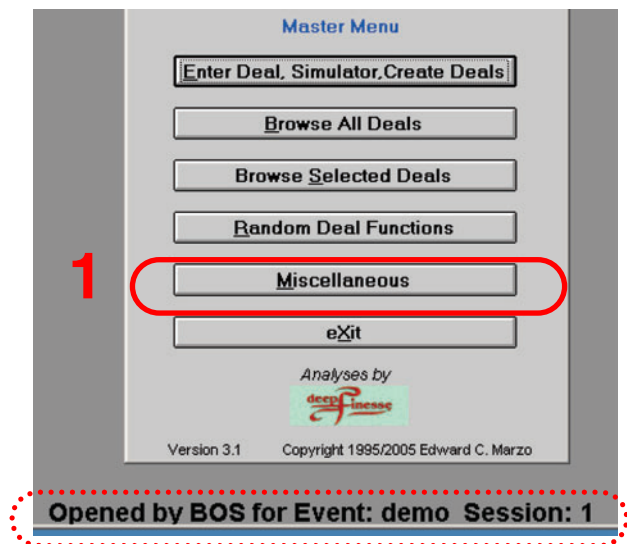 Master Menu
Enter Deal, Simulator,Create Deals
Browse All Deals
Browse Selected Deals
Random Deal Functions
1
Miscellaneous
eXit
Analyses by
deep finesse
Version 3.1 Copyright 1995/2005 Edward C. Marzo
Opened by BOS for Event: demo Session: 1